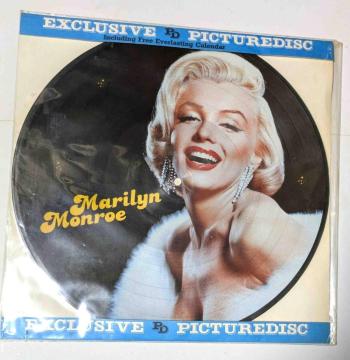 EXCLUSIVE PD PICTUREDISC
Including Free Everlasting Calendar
Marilyn
Monroe
EXCLUSIVE PD PICTUREDISC